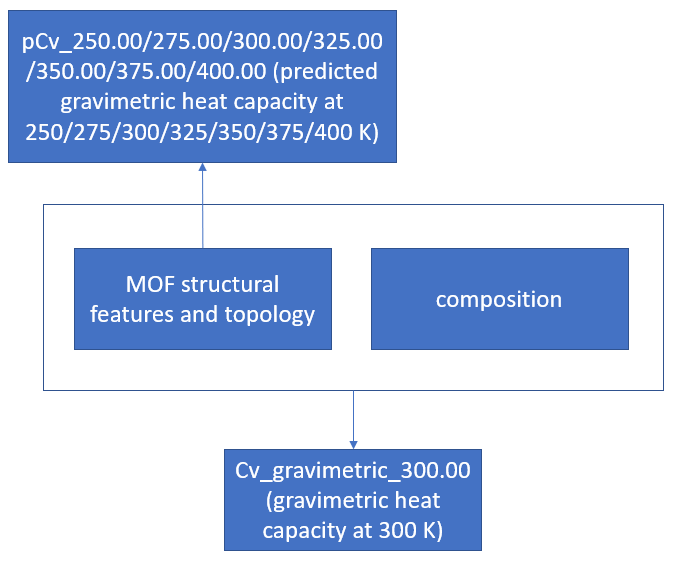 pCv_250.00/275.00/300.00/325.00
/350.00/375.00/400.00 (predicted
gravimetric heat capacity at
250/275/300/325/350/375/400 K)
MOF structural
features and topology
composition
Cv_gravimetric_300.00
(gravimetric heat
capacity at 300 K)